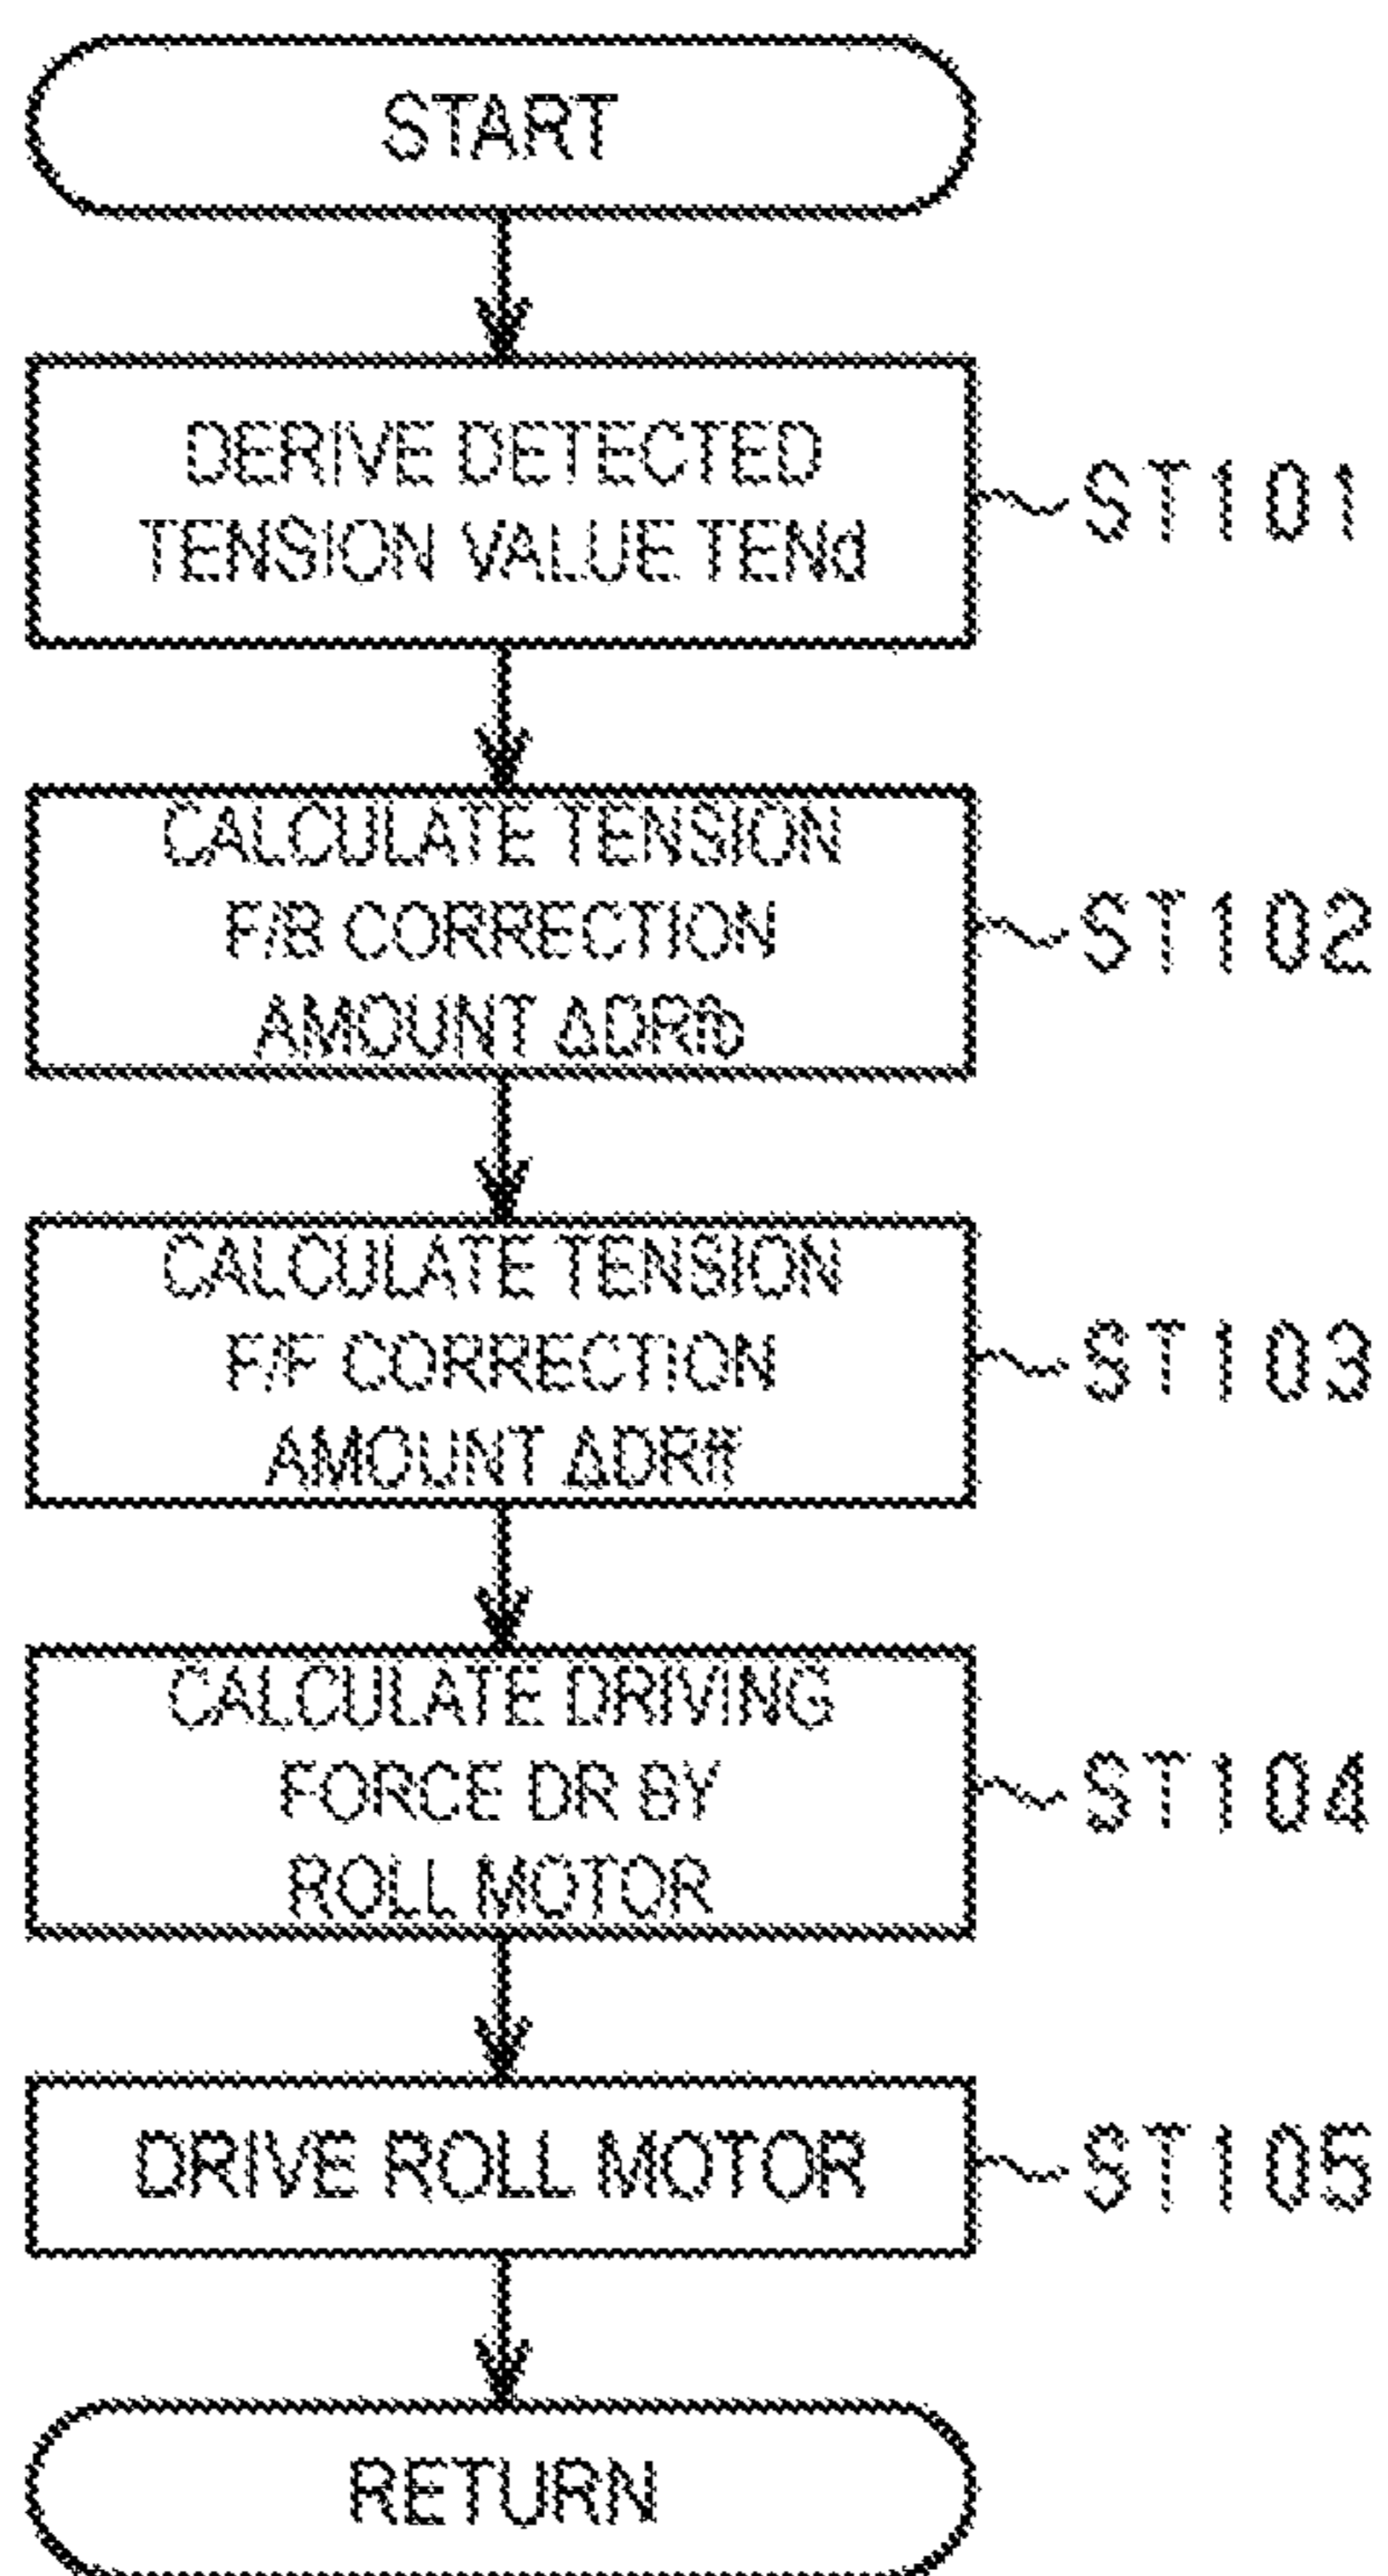 START
DERIVE DETECTED
TENSION VALUE TENd
ST101
CALCULATE TENSION
F/B CORRECTION
AMOUNT ΔDRfb
ST102
CALCULATE TENSION
F/F CORRECTION
AMOUNT ΔDRff
ST103
CALCULATE DRIVING
FORCE DR BY
ROLL MOTOR
ST104
DRIVE ROLL MOTOR
ST105
RETURN